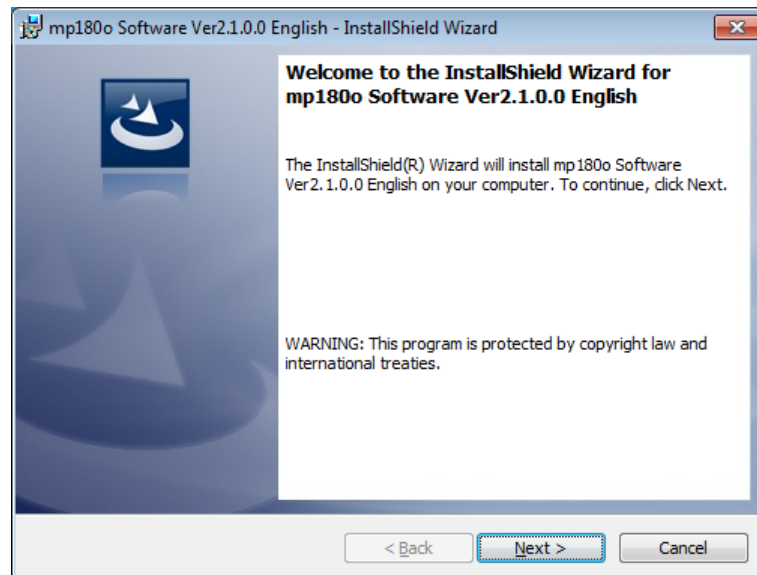 mp180o Software Ver2.1.0.0 English - InstallShield Wizard
Welcome to the InstallShield Wizard for
mp180o Software Ver2.1.0.0 English
The InstallShield(R) Wizard will install mp180o Software
Ver2.1.0.0 English on your computer. To continue, click Next.
WARNING: This program is protected by copyright law and
international treaties.
< Back
Next >
Cancel